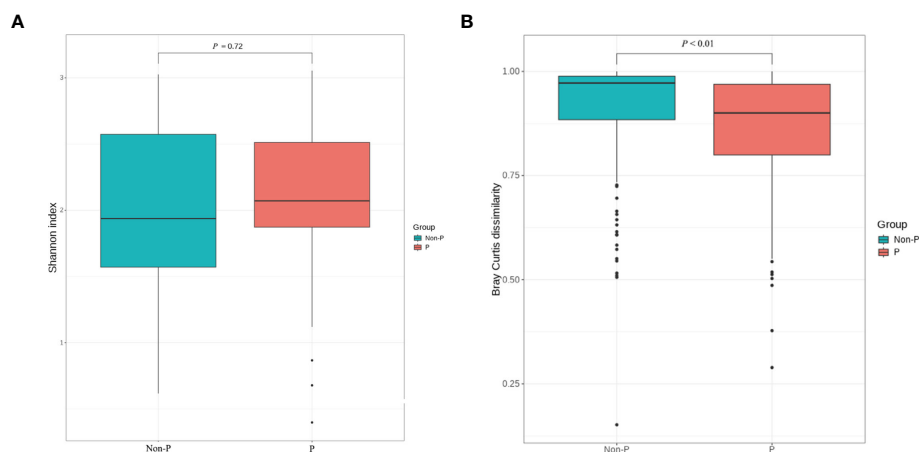 A
P = 0.72
3
2
1
Shannon index
Non-P
P
Group
Non-P
P
B
P < 0.01
1.00
0.75
0.50
0.25
Bray Curtis dissimilarity
Non-P
P
Group
Non-P
P